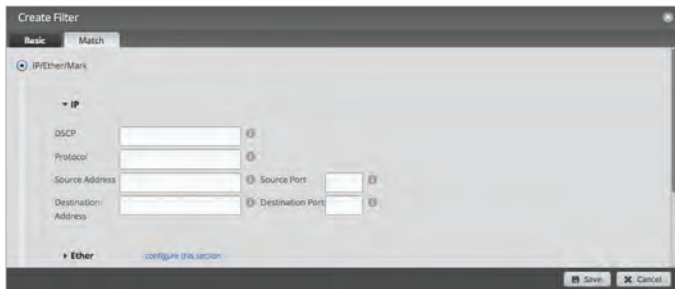 Create Filter
Basic Match
IP/Ether/Mark
IP
DSCP
Protocol
Source Address Source Port
Destination Address Destination Port
Ether configure this section
Save Cancel